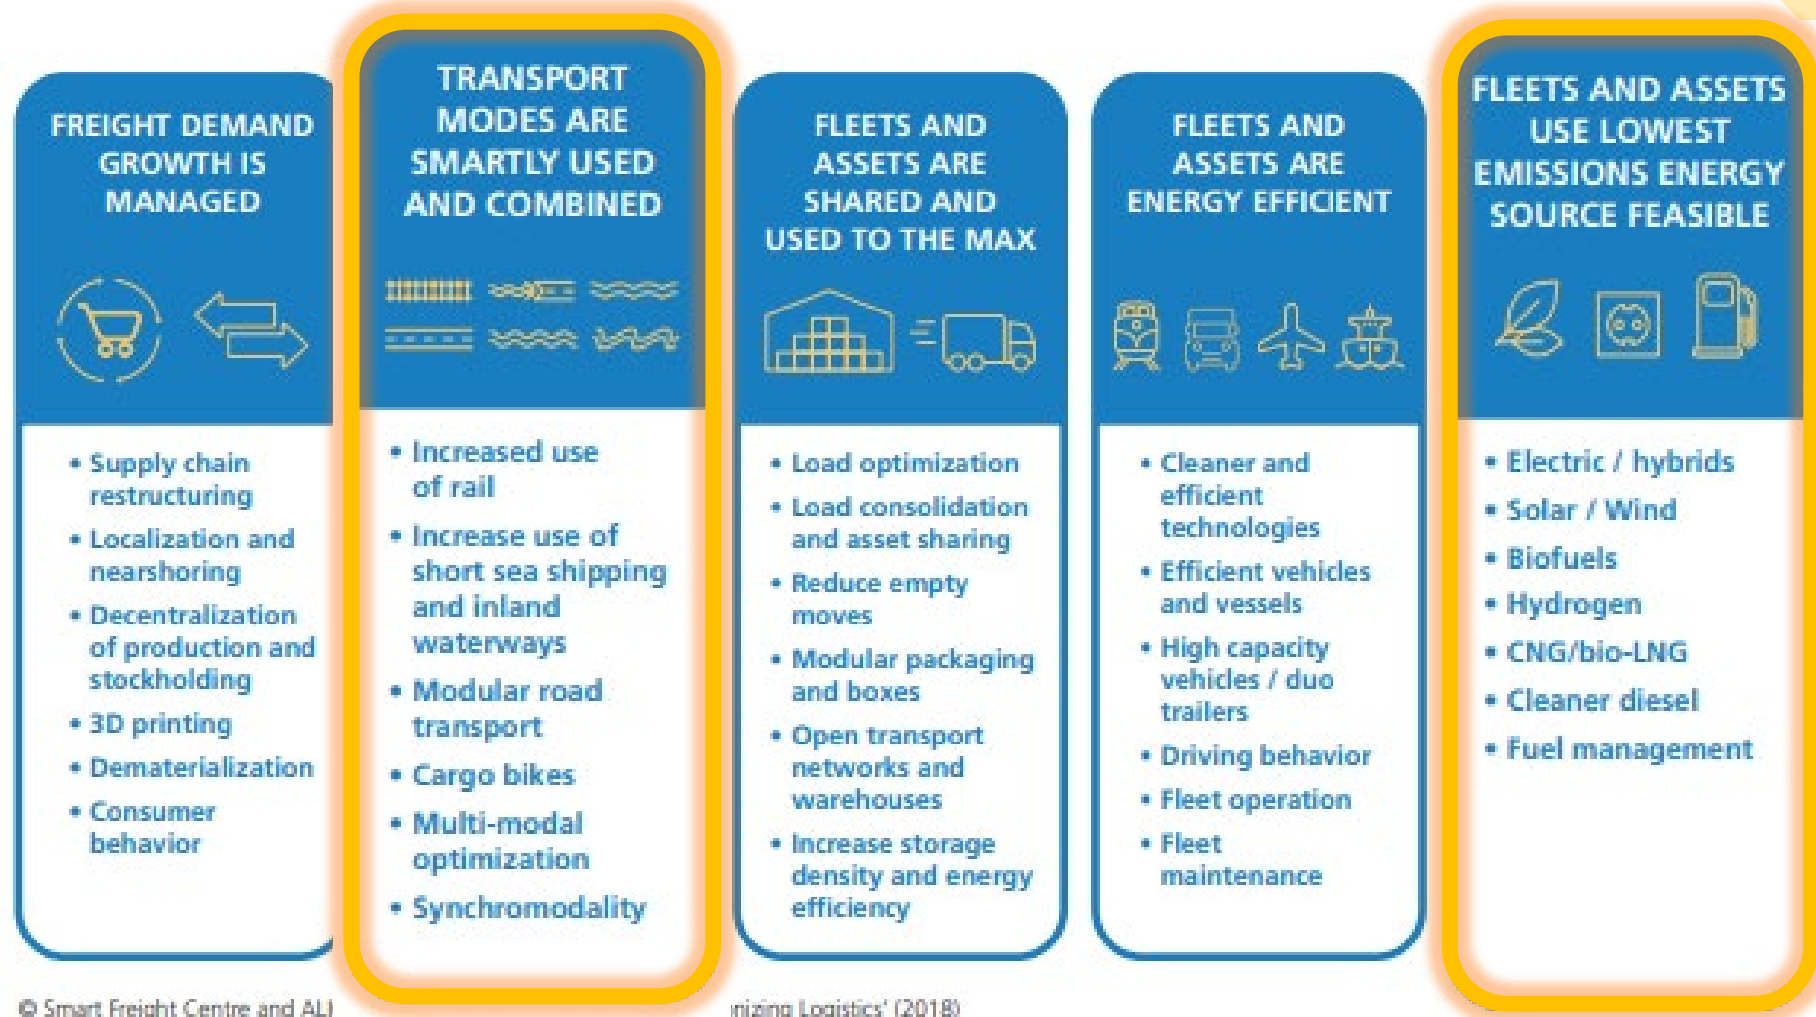 FREIGHT DEMAND
GROWTH IS
MANAGED
• Supply chain
restructuring
• Localization and
nearshoring
• Decentralization
of production and
stockholding
• 3D printing
• Dematerialization
• Consumer
behavior
TRANSPORT
MODES ARE
SMARTLY USED
AND COMBINED
• Increased use
of rail
• Increase use of
short sea shipping
and inland
waterways
• Modular road
transport
• Cargo bikes
• Multi-modal
optimization
• Synchromodality
FLEETS AND
ASSETS ARE
SHARED AND
USED TO THE MAX
• Load optimization
• Load consolidation
and asset sharing
• Reduce empty
moves
• Modular packaging
and boxes
• Open transport
networks and
warehouses
• Increase storage
density and energy
efficiency
FLEETS AND
ASSETS ARE
ENERGY EFFICIENT
• Cleaner and
efficient
technologies
• Efficient vehicles
and vessels
• High capacity
vehicles / duo
trailers
• Driving behavior
• Fleet operation
• Fleet
maintenance
FLEETS AND ASSETS
USE LOWEST
EMISSIONS ENERGY
SOURCE FEASIBLE
• Electric / hybrids
• Solar / Wind
• Biofuels
• Hydrogen
• CNG/bio-LNG
• Cleaner diesel
• Fuel management
© Smart Freight Centre and
Logistics' (2018)